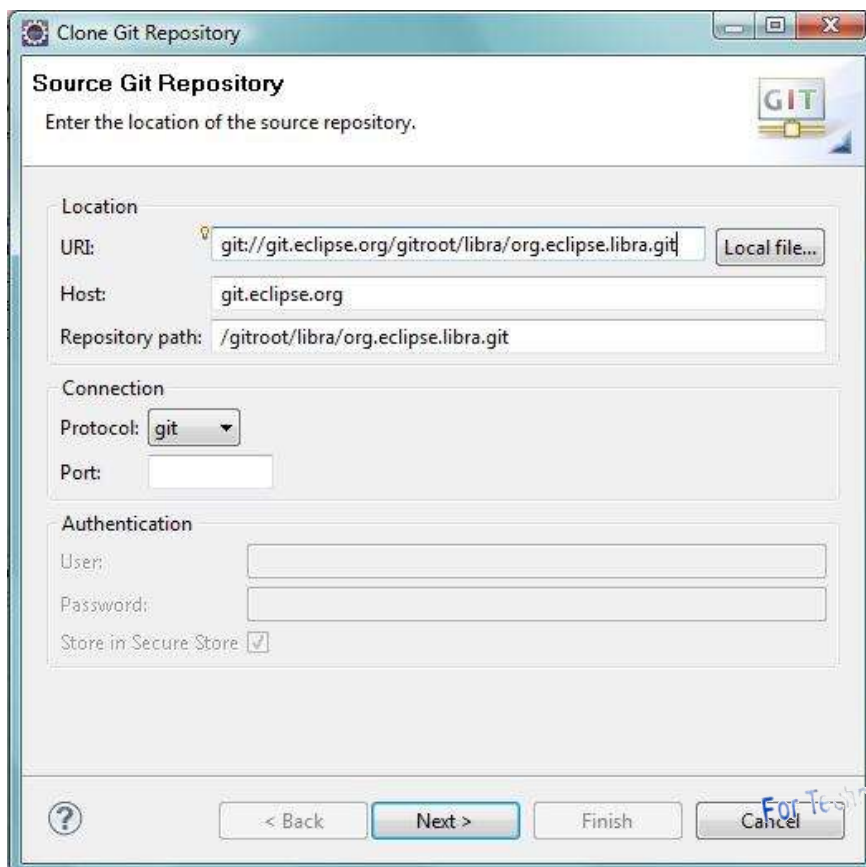 Clone Git Repository
Source Git Repository
Enter the location of the source repository.
GIT
Location
URI: git://git.eclipse.org/gitroot/libra/org.eclipse.libra.git Local file...
Host: git.eclipse.org
Repository path: /gitroot/libra/org.eclipse.libra.git
Connection
Protocol: git
Port:
Authentication
User:
Password:
Store in Secure Store
? < Back Next > Finish Cancel
For